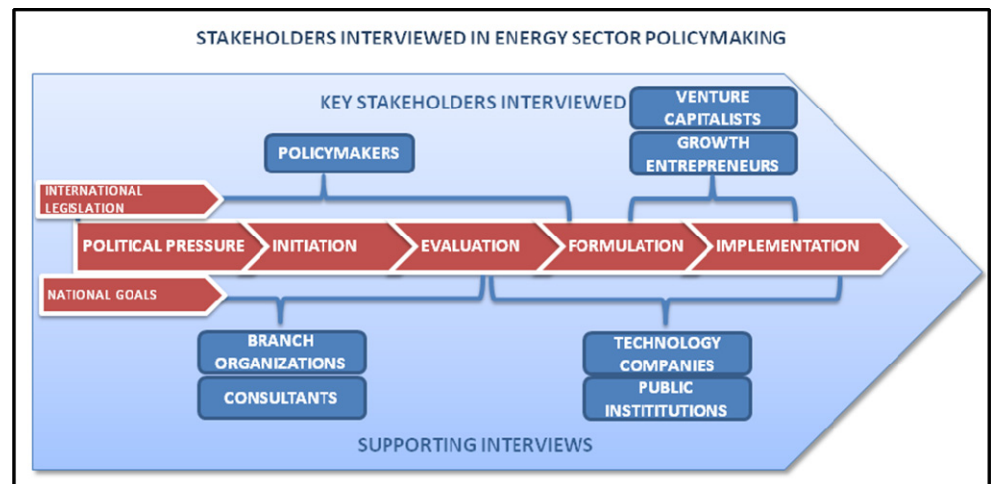 STAKEHOLDERS INTERVIEWED IN ENERGY SECTOR POLICYMAKING
KEY STAKEHOLDERS INTERVIEWED
VENTURE
CAPITALISTS
GROWTH
ENTREPRENEURS
POLICYMAKERS
INTERNATIONAL
LEGISLATION
POLITICAL PRESSURE
INITIATION
EVALUATION
FORMULATION
IMPLEMENTATION
NATIONAL GOALS
BRANCH
ORGANIZATIONS
CONSULTANTS
TECHNOLOGY
COMPANIES
PUBLIC
INSTITITUTIONS
SUPPORTING INTERVIEWS